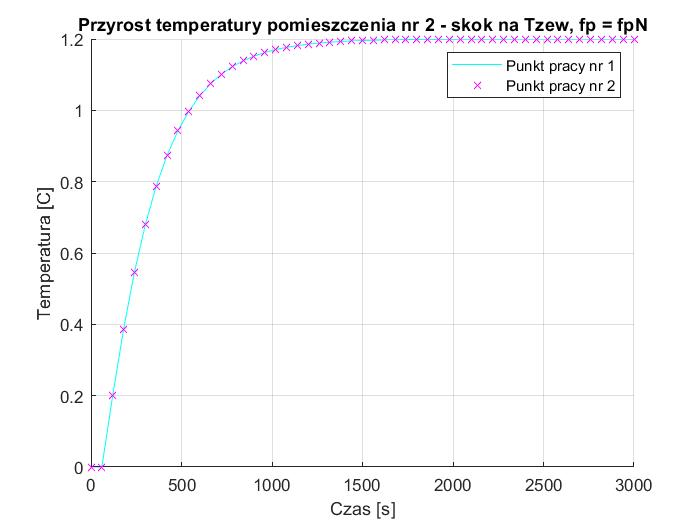 Przyrost temperatury pomieszczenia nr 2 - skok na Tzew, fp = fpN
1.2
1
0.8
0.6
0.4
0.2
0
Temperatura [C]
Punkt pracy nr 1
Punkt pracy nr 2
0 500 1000 1500 2000 2500 3000
Czas [s]